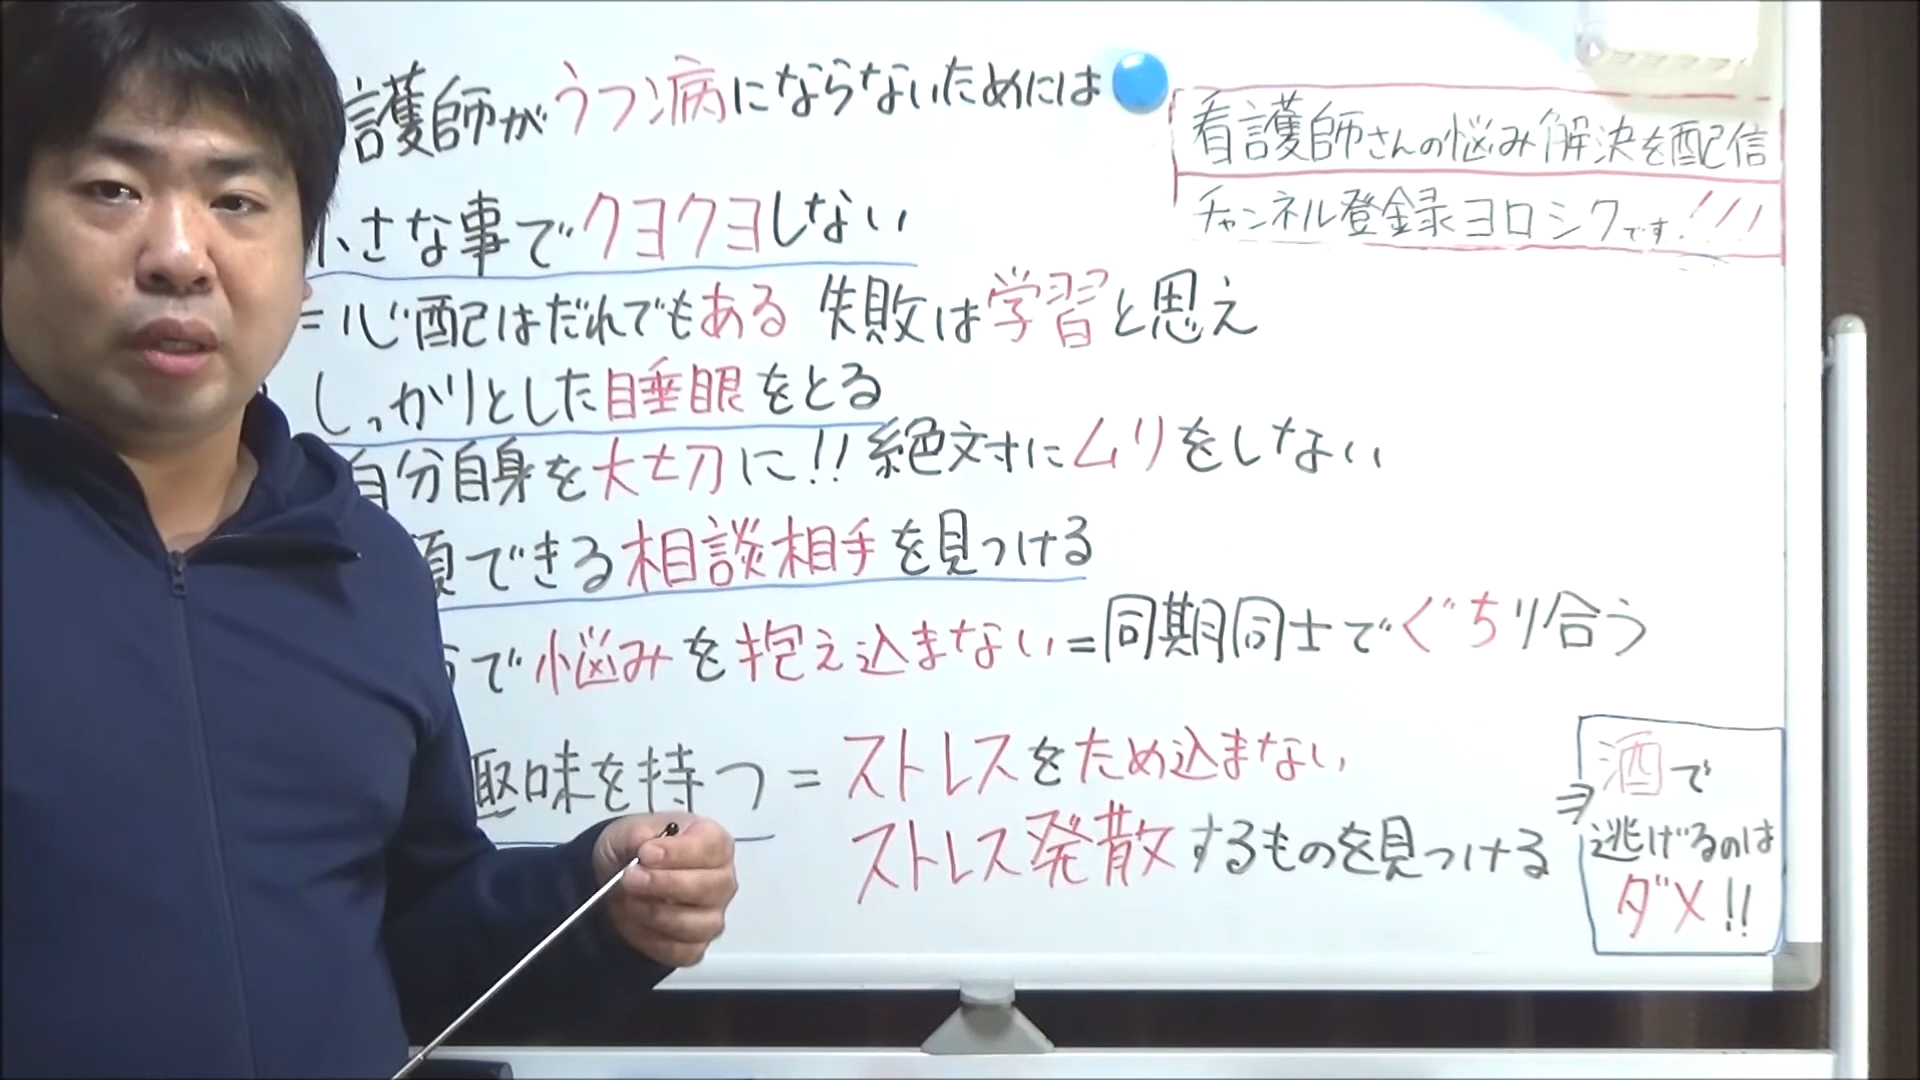 護師がうつ病にならないためには
看護師さんの悩み解決を配信
チャンネル登録ヨロシクです!!!
小さな事でクヨクヨしない
=心配はだれでもある 失敗は学習と思え
しっかりとした睡眠をとる
自分自身を大切に!!絶対にムリをしない
頼できる相談相手を見つける
で悩みを抱え込まない=同期同士でぐちり合う
趣味を持つ=ストレスをため込まない
ストレス発散するものを見つける
⇒酒で
逃げるのは
ダメ!!